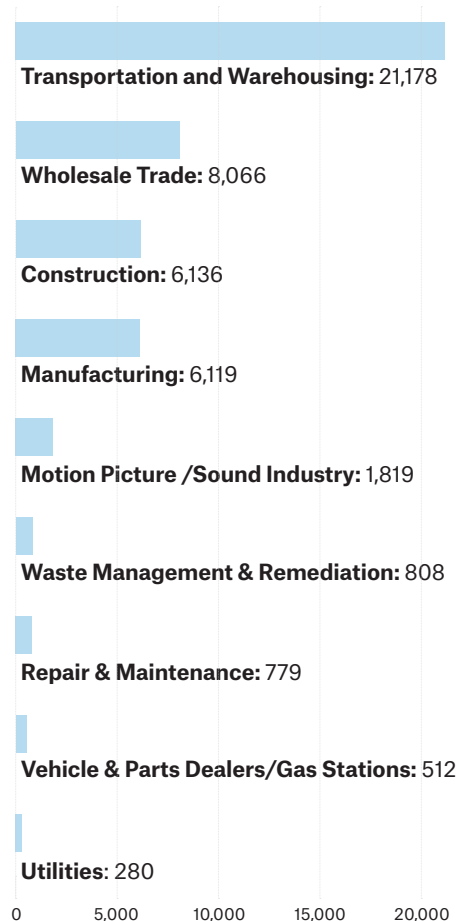 Transportation and Warehousing: 21,178
Wholesale Trade: 8,066
Construction: 6,136
Manufacturing: 6,119
Motion Picture /Sound Industry: 1,819
Waste Management & Remediation: 808
Repair & Maintenance: 779
Vehicle & Parts Dealers/Gas Stations: 512
Utilities: 280
0 5,000 10,000 15,000 20,000